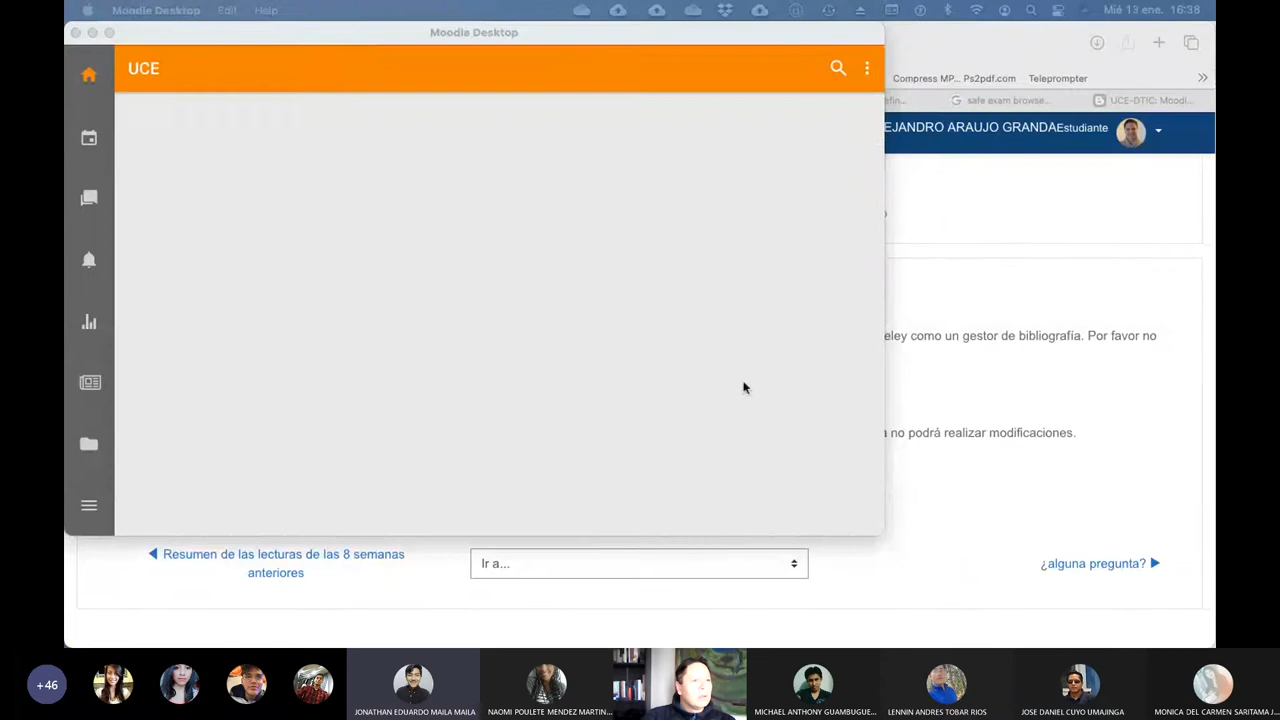 Moodle Desktop Edit Help
Mié 13 ene. 16:38
Moodle Desktop
UCE
Compress MP... Ps2pdf.com Teleprompter
safe exam browse... UCE-DTIC: Moodl...
EJANDRO ARAUJO GRANDAEstudiante
eley como un gestor de bibliografía. Por favor no
a no podrá realizar modificaciones.
Resumen de las lecturas de las 8 semanas
anteriores
Ir a...
¿alguna pregunta?
+46
JONATHAN EDUARDO MAILA MAILA
NAOMI POULETE MENDEZ MARTIN...
MICHAEL ANTHONY GUAMBUGUE...
LENNIN ANDRES TOBAR RIOS
JOSE DANIEL CUYO UMAJINGA
MONICA DEL CARMEN SARITAMA J...